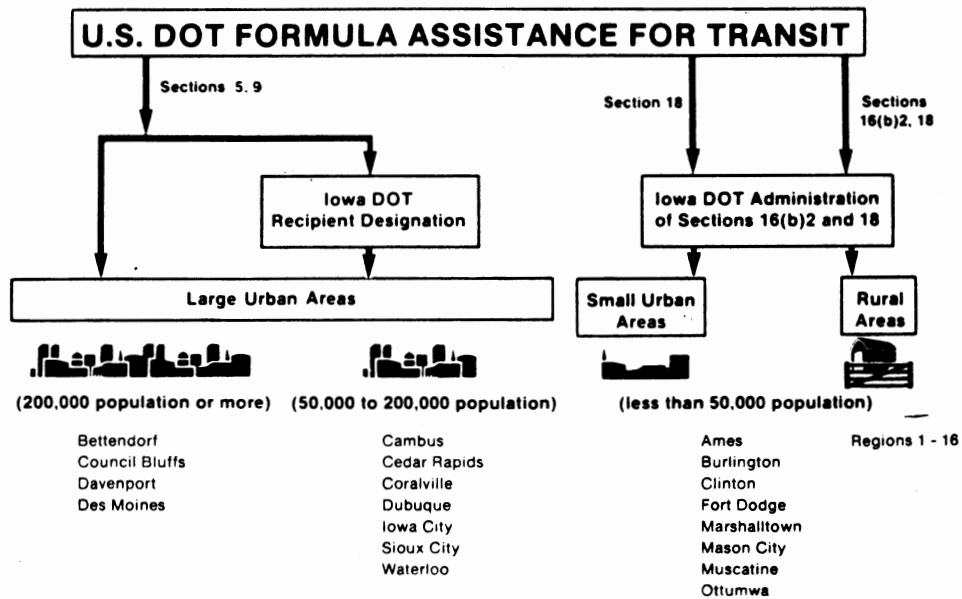 U.S. DOT FORMULA ASSISTANCE FOR TRANSIT
Sections 5. 9
Section 18
Sections
16(b)2, 18
Iowa DOT
Recipient Designation
Iowa DOT Administration
of Sections 16(b)2 and 18
Large Urban Areas
Small Urban
Areas
Rural
Areas
(200,000 population or more)
(50,000 to 200,000 population)
(less than 50,000 population)
Bettendorf
Council Bluffs
Davenport
Des Moines
Cambus
Cedar Rapids
Coralville
Dubuque
Iowa City
Sioux City
Waterloo
Ames
Burlington
Clinton
Fort Dodge
Marshalltown
Mason City
Muscatine
Ottumwa
Regions 1 - 16